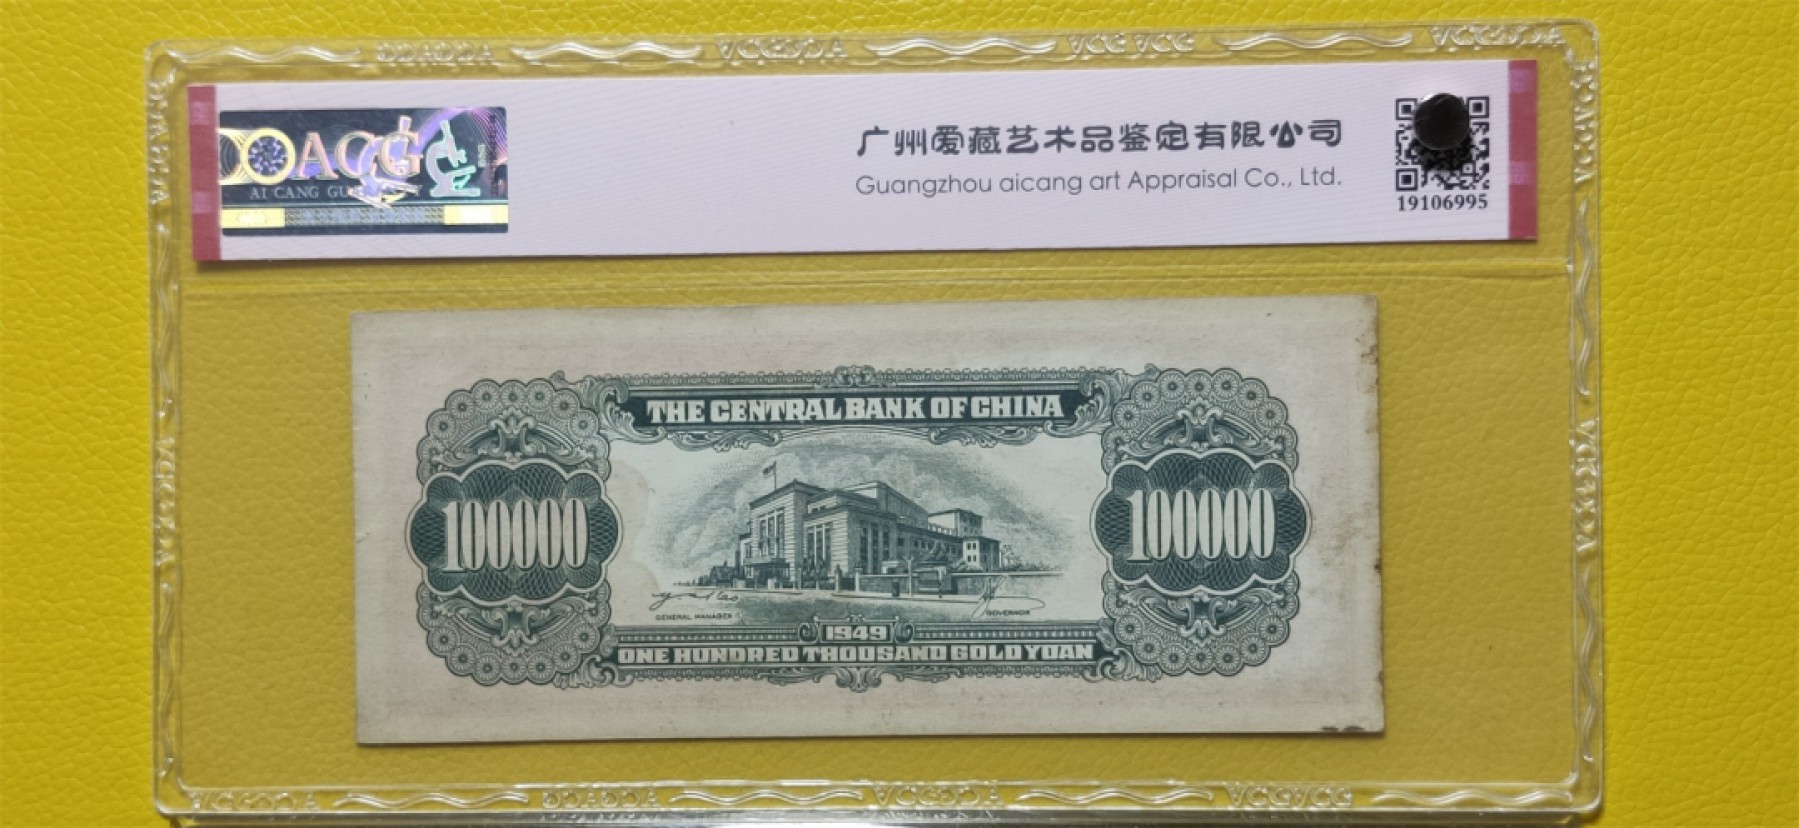 ACG
广州爱藏艺术品鉴定有限公司
Guangzhou aicang art Appraisal Co., Ltd.
19106995
AI CANG
THE CENTRAL BANK OF CHINA
100000
100000
GENERAL MANAGER
GOVERNOR
1949
ONE HUNDRED THOUSAND GOLD YUAN